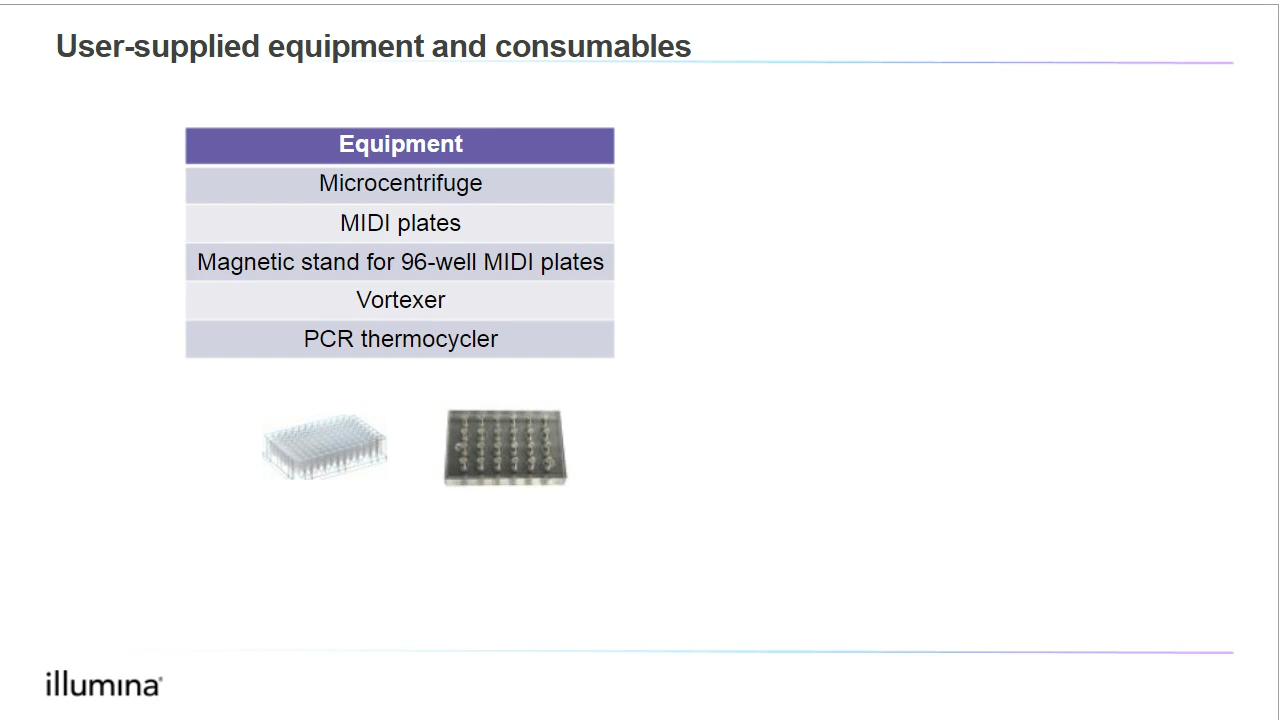 User-supplied equipment and consumables
Equipment
Microcentrifuge
MIDI plates
Magnetic stand for 96-well MIDI plates
Vortexer
PCR thermocycler
illumina